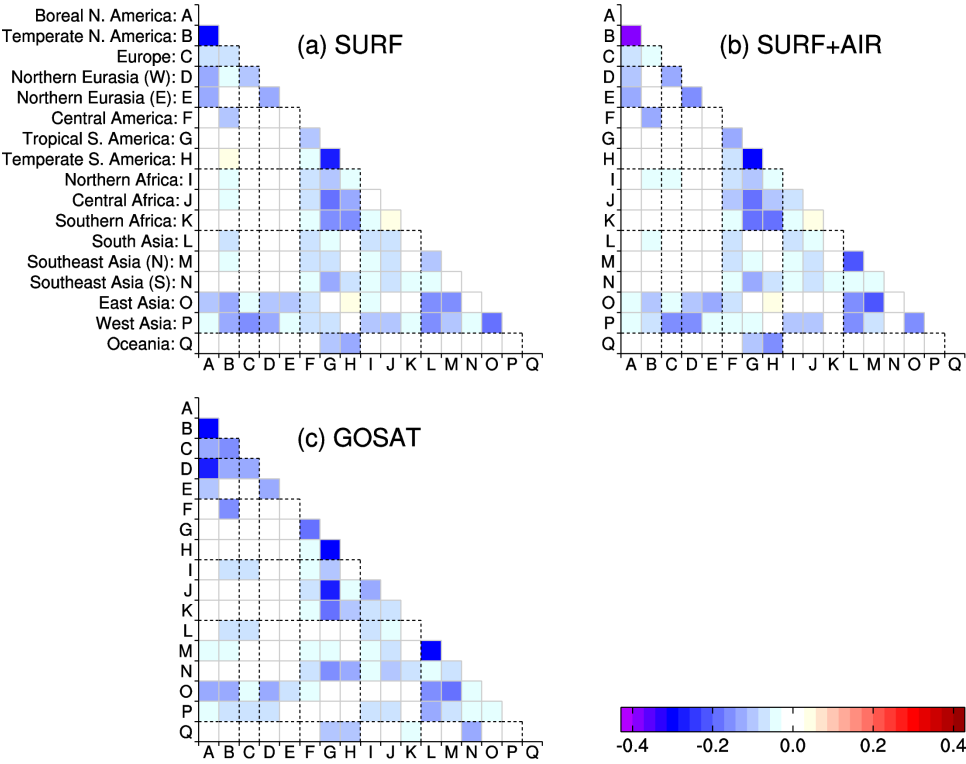 (a) SURF
Boreal N. America: A
Temperate N. America: B
Europe: C
Northern Eurasia (W): D
Northern Eurasia (E): E
Central America: F
Tropical S. America: G
Temperate S. America: H
Northern Africa: I
Central Africa: J
Southern Africa: K
South Asia: L
Southeast Asia (N): M
Southeast Asia (S): N
East Asia: O
West Asia: P
Oceania: Q
A B C D E F G H I J K L M N O P Q
(b) SURF+AIR
A
B
C
D
E
F
G
H
I
J
K
L
M
N
O
P
Q
A B C D E F G H I J K L M N O P Q
(c) GOSAT
A
B
C
D
E
F
G
H
I
J
K
L
M
N
O
P
Q
A B C D E F G H I J K L M N O P Q
-0.4 -0.2 0.0 0.2 0.4